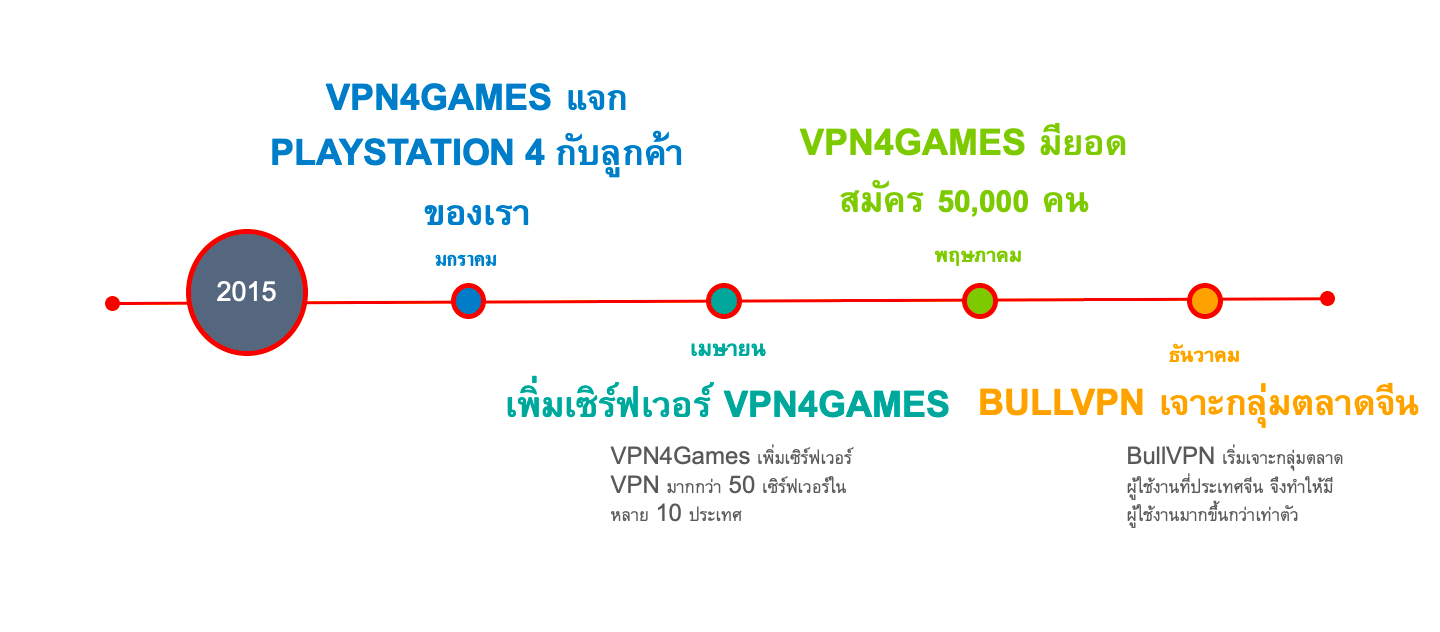 VPN4GAMES แจก
PLAYSTATION 4 กับลูกค้า
ของเรา
มกราคม
VPN4GAMES มียอด
สมัคร 50,000 คน
พฤษภาคม
2015
เมษายน
เพิ่มเซิร์ฟเวอร์ VPN4GAMES
VPN4Games เพิ่มเซิร์ฟเวอร์
VPN มากกว่า 50 เซิร์ฟเวอร์ใน
หลาย 10 ประเทศ
ธันวาคม
BULLVPN เจาะกลุ่มตลาดจีน
BullVPN เริ่มเจาะกลุ่มตลาด
ผู้ใช้งานที่ประเทศจีน จึงทำให้มี
ผู้ใช้งานมากขึ้นกว่าเท่าตัว